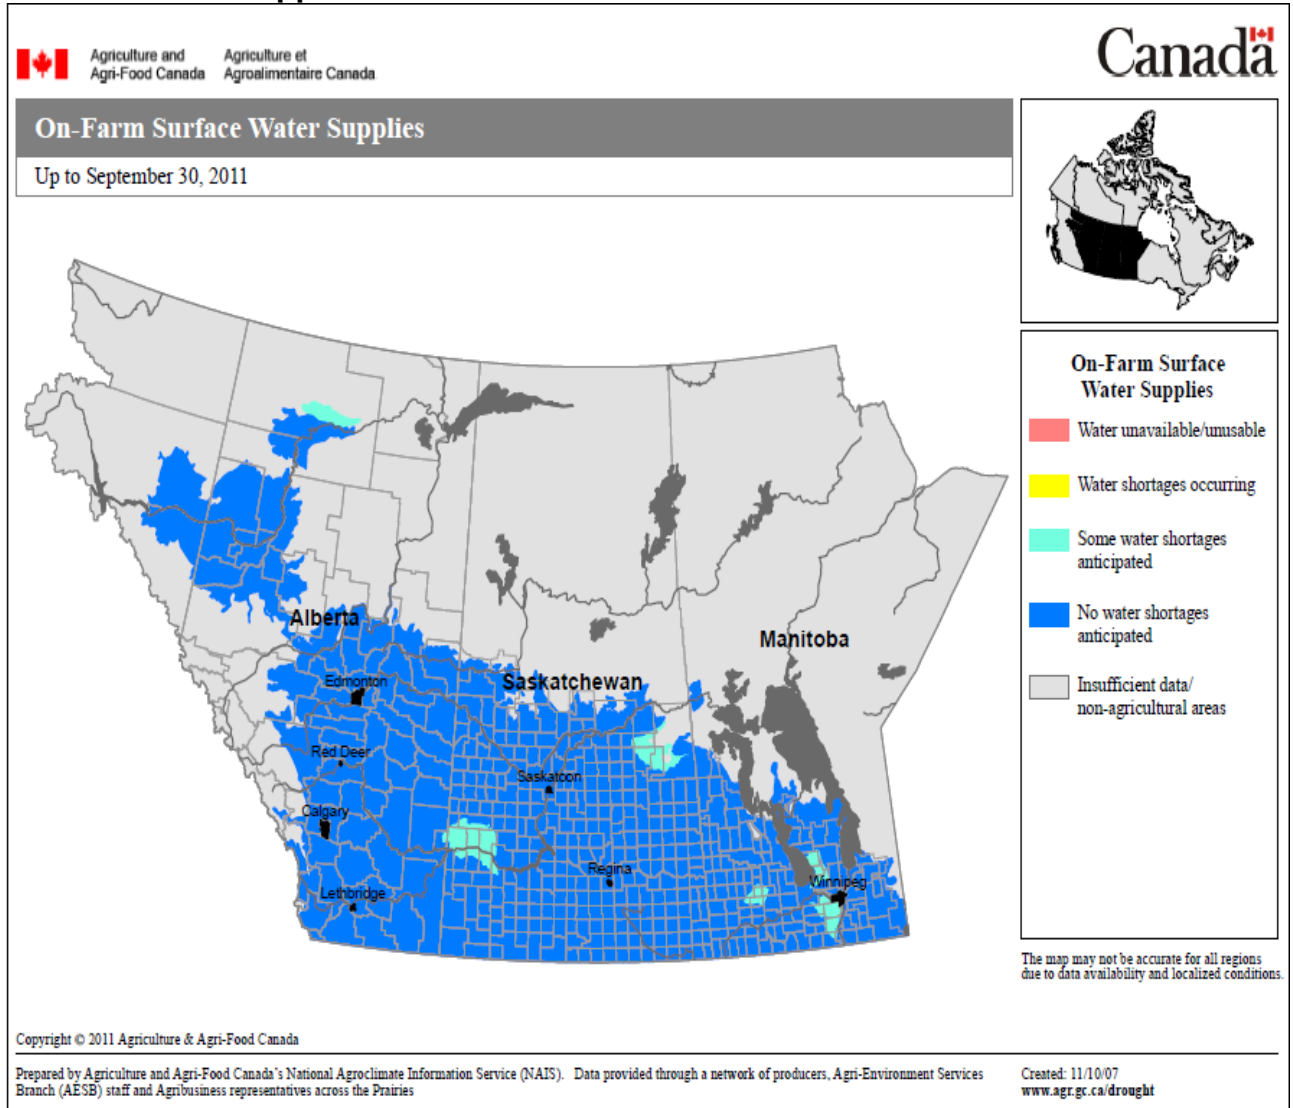 Agriculture and Agriculture et
Agri-Food Canada Agroalimentaire Canada
Canada
On-Farm Surface Water Supplies
Up to September 30, 2011
On-Farm Surface
Water Supplies
Water unavailable/unusable
Water shortages occurring
Some water shortages
anticipated
No water shortages
anticipated
Insufficient data/
non-agricultural areas
Alberta
Manitoba
Saskatchewan
Edmonton
Red Deer
Saskatoon
Calgary
Regina
Winnipeg
Lethbridge
The map may not be accurate for all regions
due to data availability and localized conditions.
Copyright © 2011 Agriculture & Agri-Food Canada
Prepared by Agriculture and Agri-Food Canada's National Agroclimate Information Service (NAIS). Data provided through a network of producers, Agri-Environment Services
Branch (AESB) staff and Agribusiness representatives across the Prairies
Created: 11/10/07
www.agr.gc.ca/drought